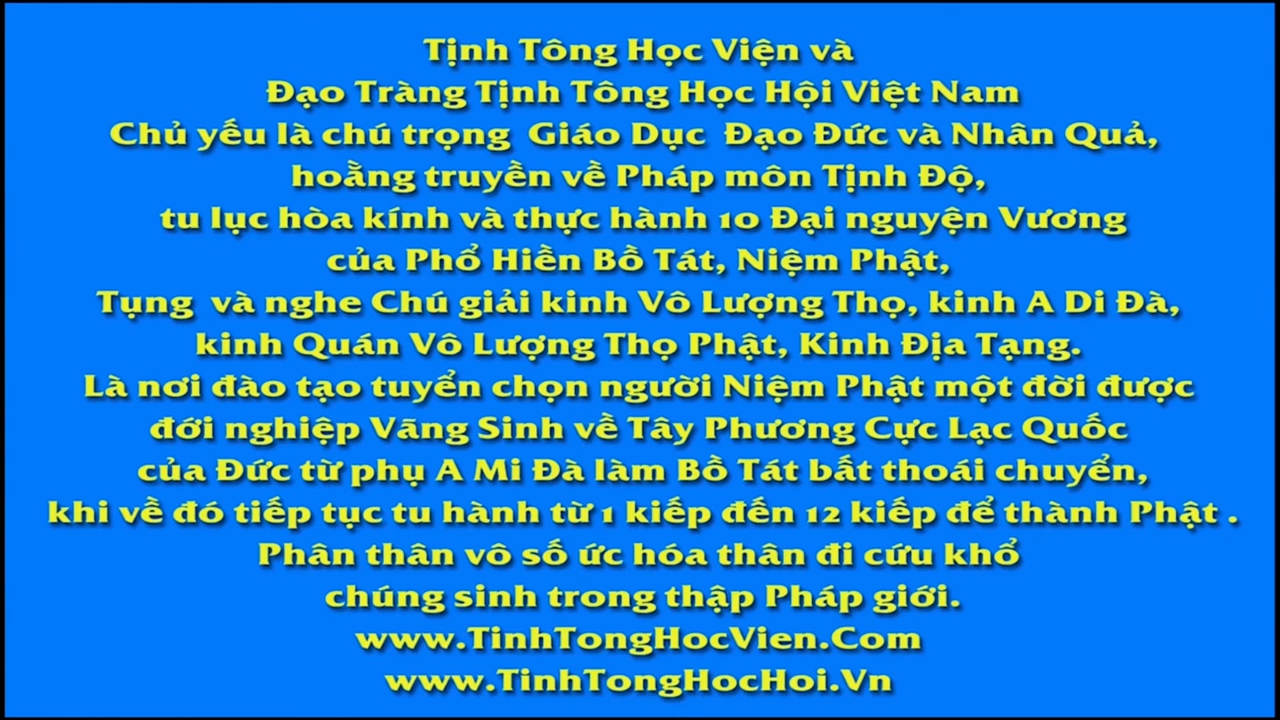 Tịnh Tông Học Viện và
Đạo Tràng Tịnh Tông Học Hội Việt Nam
Chủ yếu là chú trọng Giáo Dục Đạo Đức và Nhân Quả,
hoằng truyền về Pháp môn Tịnh Độ,
tu lục hòa kính và thực hành 10 Đại nguyện Vương
của Phổ Hiền Bồ Tát, Niệm Phật,
Tụng và nghe Chú giải kinh Vô Lượng Thọ, kinh A Di Đà,
kinh Quán Vô Lượng Thọ Phật, Kinh Địa Tạng.
Là nơi đào tạo tuyển chọn người Niệm Phật một đời được
đới nghiệp Vãng Sinh về Tây Phương Cực Lạc Quốc
của Đức từ phụ A Mi Đà làm Bồ Tát bất thoái chuyển,
khi về đó tiếp tục tu hành từ 1 kiếp đến 12 kiếp để thành Phật .
Phân thân vô số ức hóa thân đi cứu khổ
chúng sinh trong thập Pháp giới.
www.TinhTongHocVien.Com
www.TinhTongHocHoi.Vn